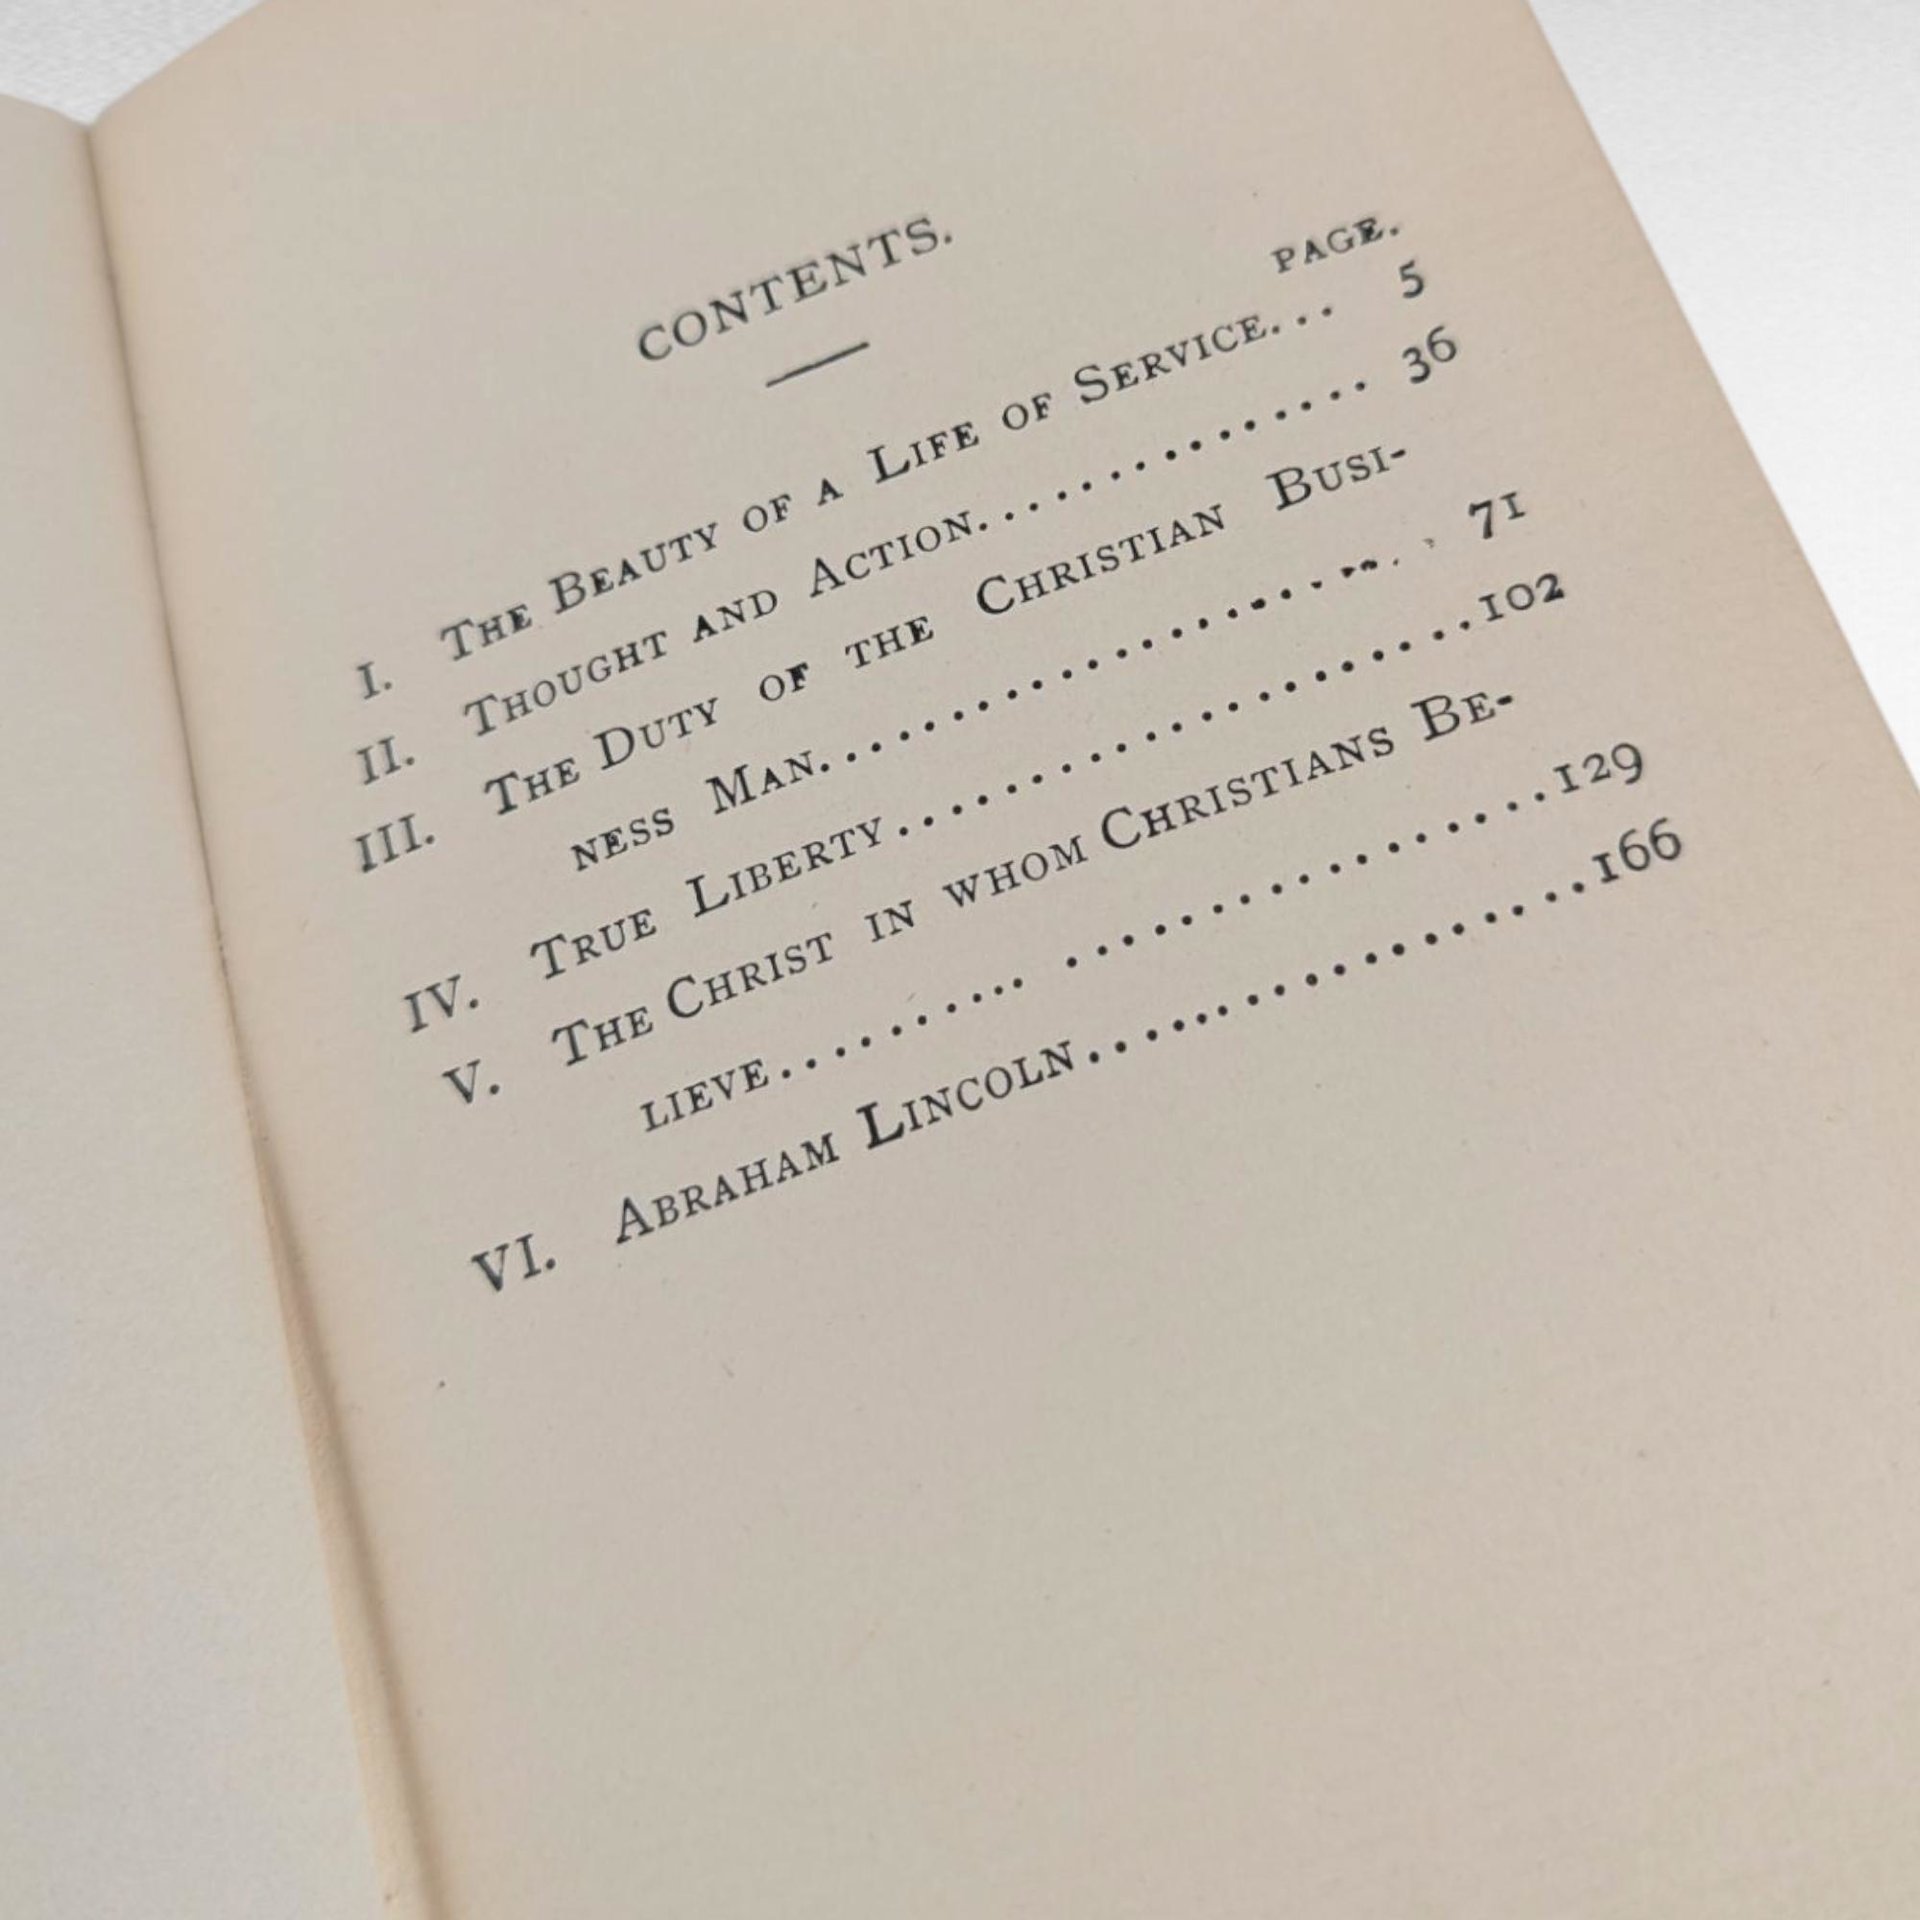 CONTENTS.
PAGE.
I. The Beauty of a Life of Service... 5
II. Thought and Action.............. 36
III. The Duty of the Christian Busi-
ness Man...................... 71
IV. True Liberty.....................102
V. The Christ in whom Christians Be-
lieve.......... .................129
VI. Abraham Lincoln...................166